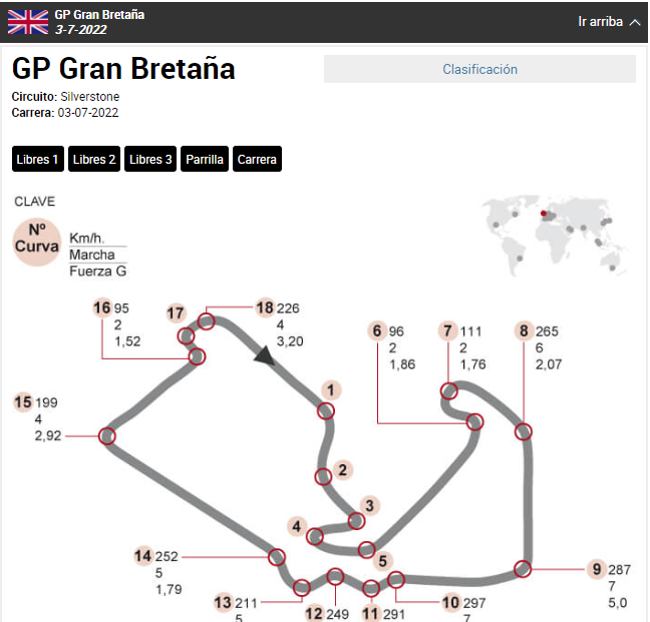 GP Gran Bretaña
3-7-2022
Ir arriba
GP Gran Bretaña
Clasificación
Circuito: Silverstone
Carrera: 03-07-2022
Libres 1
Libres 2
Libres 3
Parrilla
Carrera
CLAVE
Nº
Curva
Km/h.
Marcha
Fuerza G
16 95
2
1,52
17
18 226
4
3,20
6 96
2
1,86
7 111
2
1,76
8 265
6
2,07
1
15 199
4
2,92
2
3
4
5
14 252
5
1,79
9 287
7
5,0
13 211
5
12 249
11 291
10 297
7